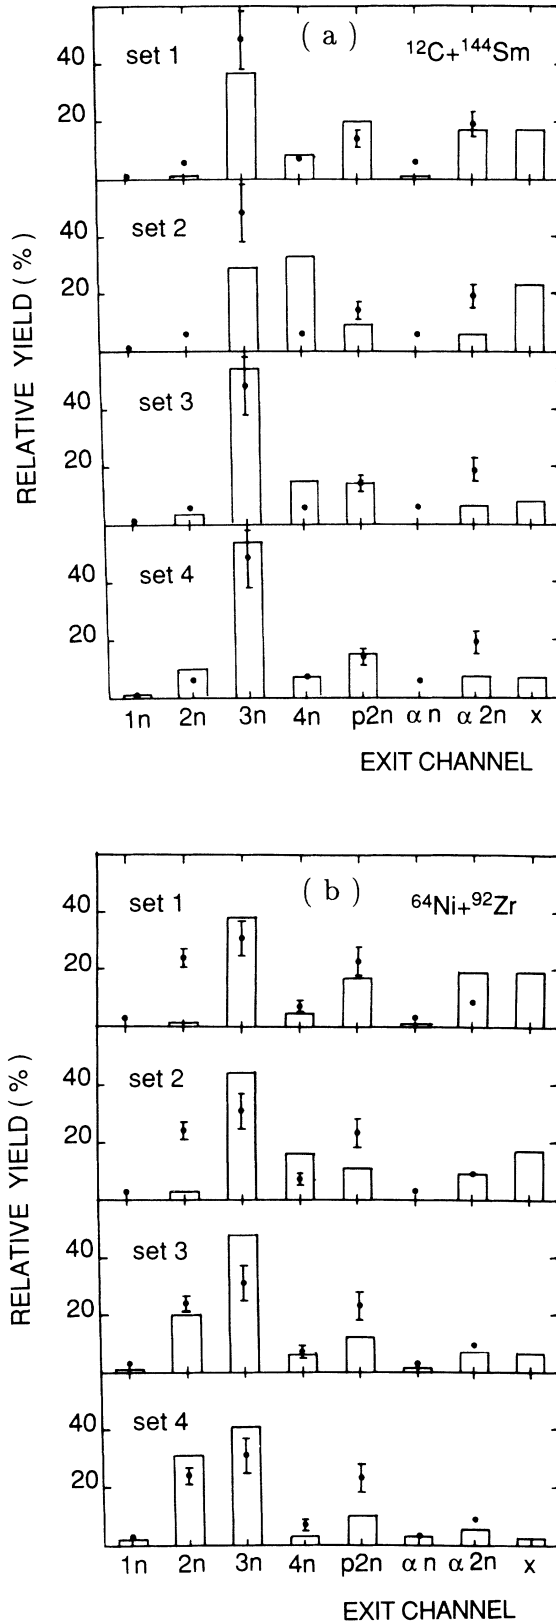 ( a )
set 1
¹²C+¹⁴⁴Sm
40
20
set 2
40
20
set 3
40
20
set 4
40
20
RELATIVE YIELD ( % )
1n 2n 3n 4n p2n α n α 2n x
EXIT CHANNEL
( b )
set 1
⁶⁴Ni+⁹²Zr
40
20
set 2
40
20
set 3
40
20
set 4
40
20
RELATIVE YIELD ( % )
1n 2n 3n 4n p2n α n α 2n x
EXIT CHANNEL